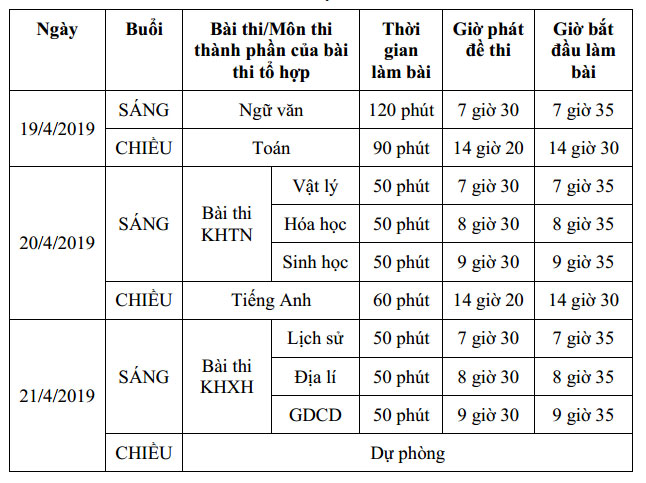 Ngày Buổi Bài thi/Môn thi thành phần của bài thi tổ hợp Thời gian làm bài Giờ phát đề thi Giờ bắt đầu làm bài
19/4/2019 SÁNG Ngữ văn 120 phút 7 giờ 30 7 giờ 35
CHIỀU Toán 90 phút 14 giờ 20 14 giờ 30
20/4/2019 SÁNG Bài thi KHTN Vật lý 50 phút 7 giờ 30 7 giờ 35
Hóa học 50 phút 8 giờ 30 8 giờ 35
Sinh học 50 phút 9 giờ 30 9 giờ 35
CHIỀU Tiếng Anh 60 phút 14 giờ 20 14 giờ 30
21/4/2019 SÁNG Bài thi KHXH Lịch sử 50 phút 7 giờ 30 7 giờ 35
Địa lí 50 phút 8 giờ 30 8 giờ 35
GDCD 50 phút 9 giờ 30 9 giờ 35
CHIỀU Dự phòng